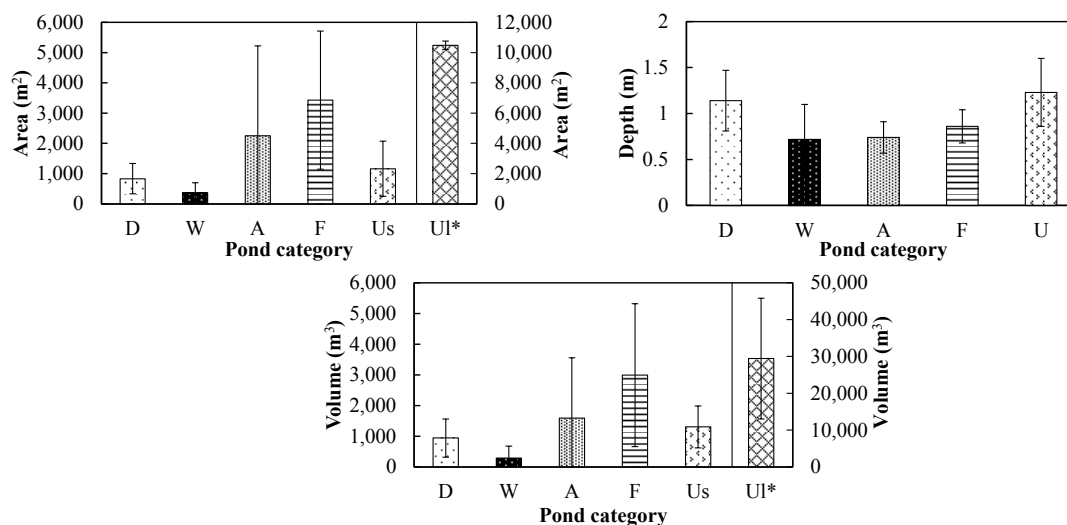 6,000
5,000
4,000
3,000
2,000
1,000
0
Area (m²)
12,000
10,000
8,000
6,000
4,000
2,000
0
Area (m²)
D W A F Us Ul*
Pond category
2
1.5
1
0.5
0
Depth (m)
D W A F U
Pond category
6,000
5,000
4,000
3,000
2,000
1,000
0
Volume (m³)
50,000
40,000
30,000
20,000
10,000
0
Volume (m³)
D W A F Us Ul*
Pond category